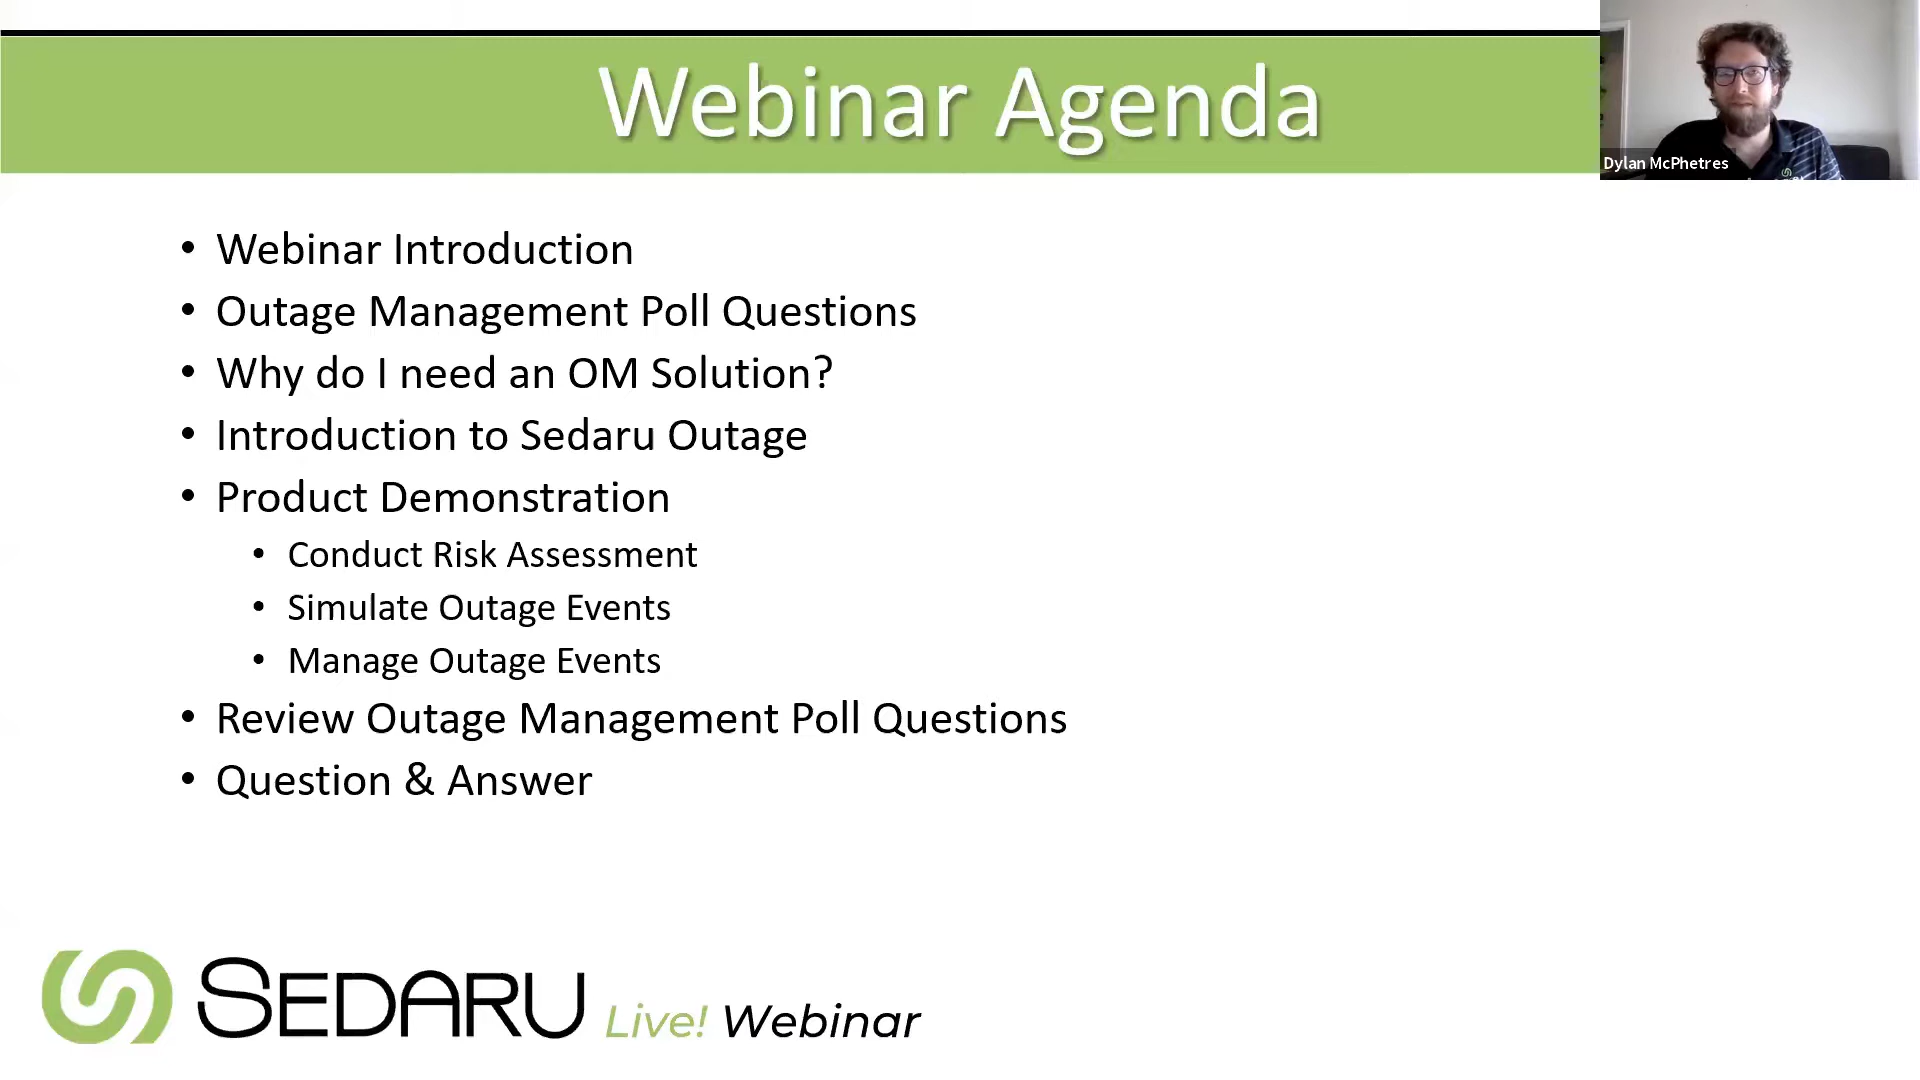 Webinar Agenda
Dylan McPhetres
• Webinar Introduction
• Outage Management Poll Questions
• Why do I need an OM Solution?
• Introduction to Sedaru Outage
• Product Demonstration
• Conduct Risk Assessment
• Simulate Outage Events
• Manage Outage Events
• Review Outage Management Poll Questions
• Question & Answer
SEDARU Live! Webinar